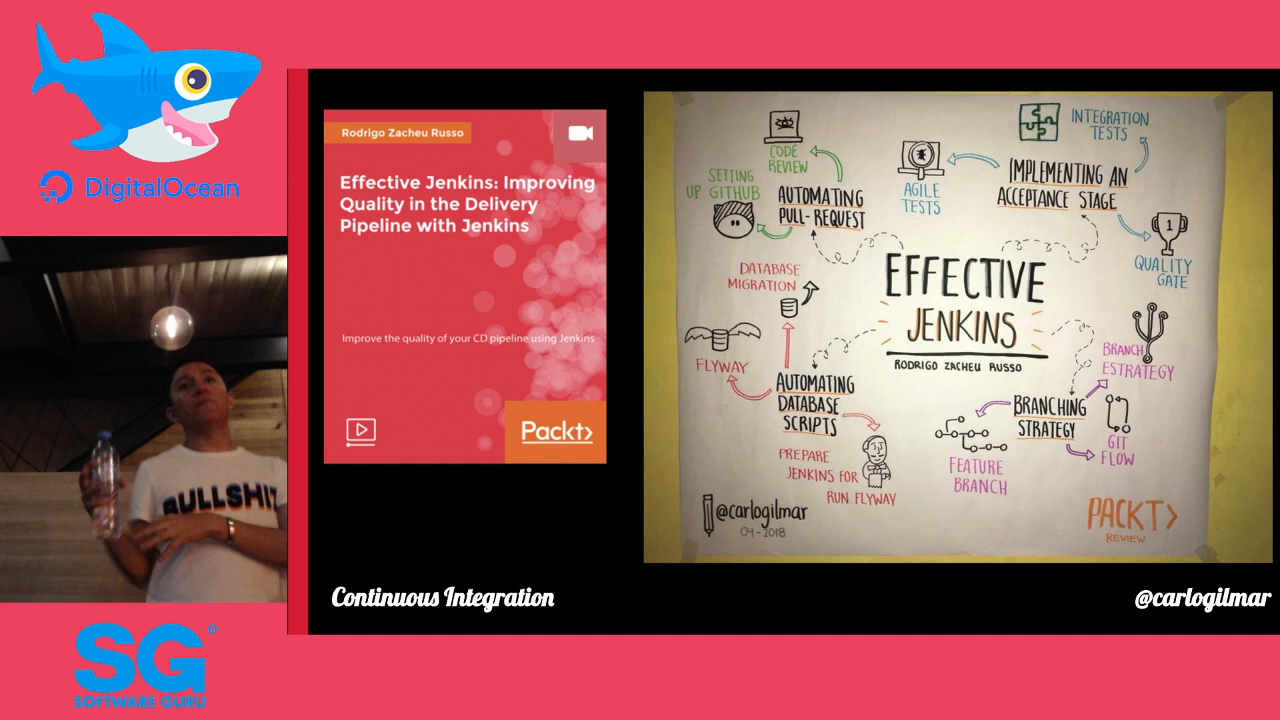 DigitalOcean
BULLSHIT
SG®
SOFTWARE GURU
Rodrigo Zacheu Russo
Effective Jenkins: Improving
Quality in the Delivery
Pipeline with Jenkins
Improve the quality of your CD pipeline using Jenkins
Packt>
EFFECTIVE
JENKINS
RODRIGO ZACHEU RUSSO
AUTOMATING
PULL-REQUEST
CODE
REVIEW
SETTING
UP GITHUB
IMPLEMENTING AN
ACCEPTANCE STAGE
INTEGRATION
TESTS
AGILE
TESTS
1
QUALITY
GATE
AUTOMATING
DATABASE
SCRIPTS
DATABASE
MIGRATION
FLYWAY
PREPARE
JENKINS FOR
RUN FLYWAY
BRANCHING
STRATEGY
BRANCH
ESTRATEGY
GIT
FLOW
FEATURE
BRANCH
@carlogilmar
04-2018
PACKT>
REVIEW
Continuous Integration
@carlogilmar